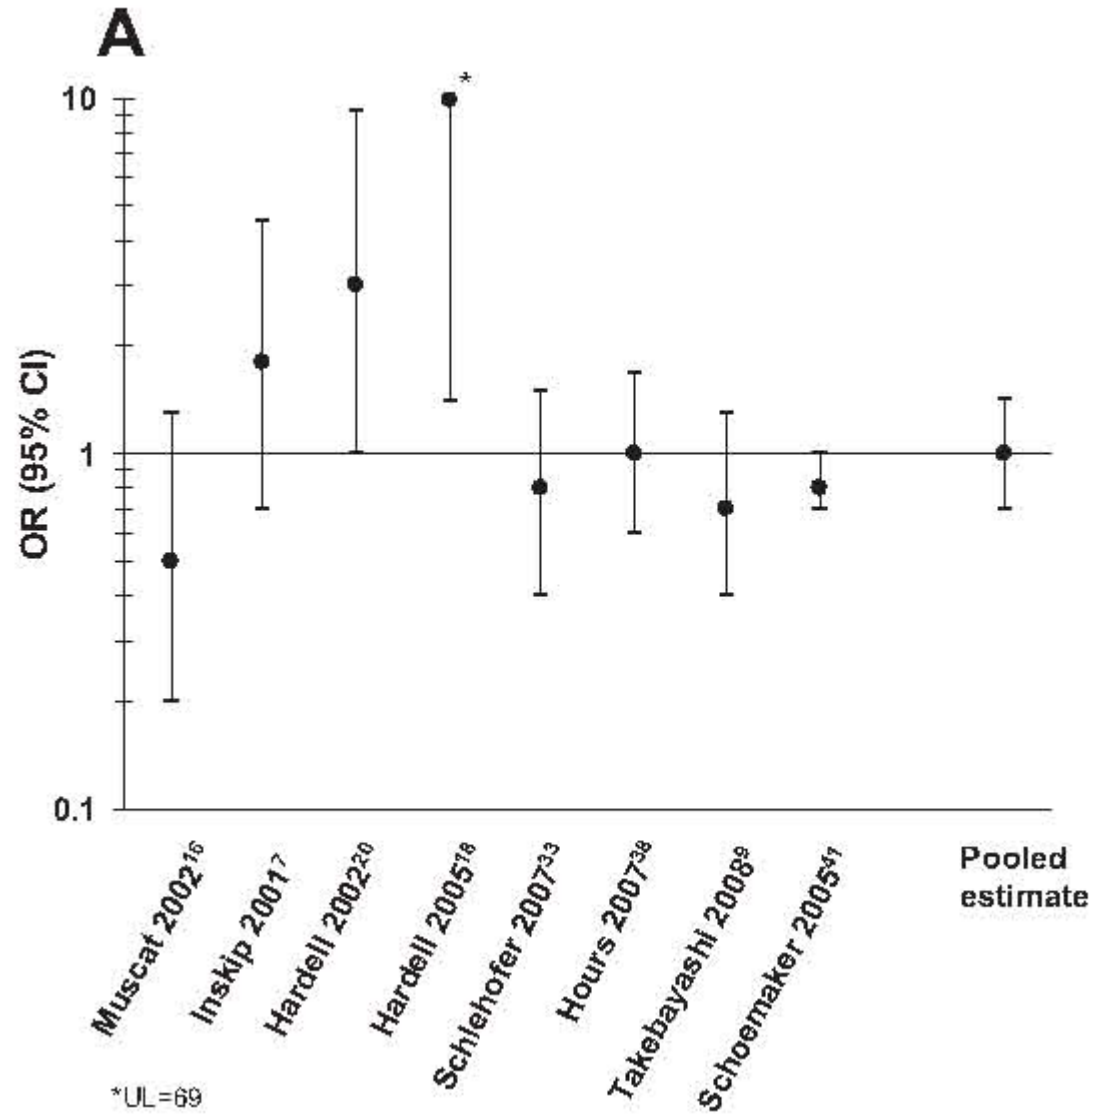 A
*
10
1
0.1
OR (95% CI)
Muscat 2002¹⁶
Inskip 2001⁷
Hardell 2002²⁰
Hardell 2005¹⁸
Schlehofer 2007³³
Hours 2007³⁸
Takebayashi 2008⁹
Schoemaker 2005⁴¹
Pooled
estimate
*UL=69